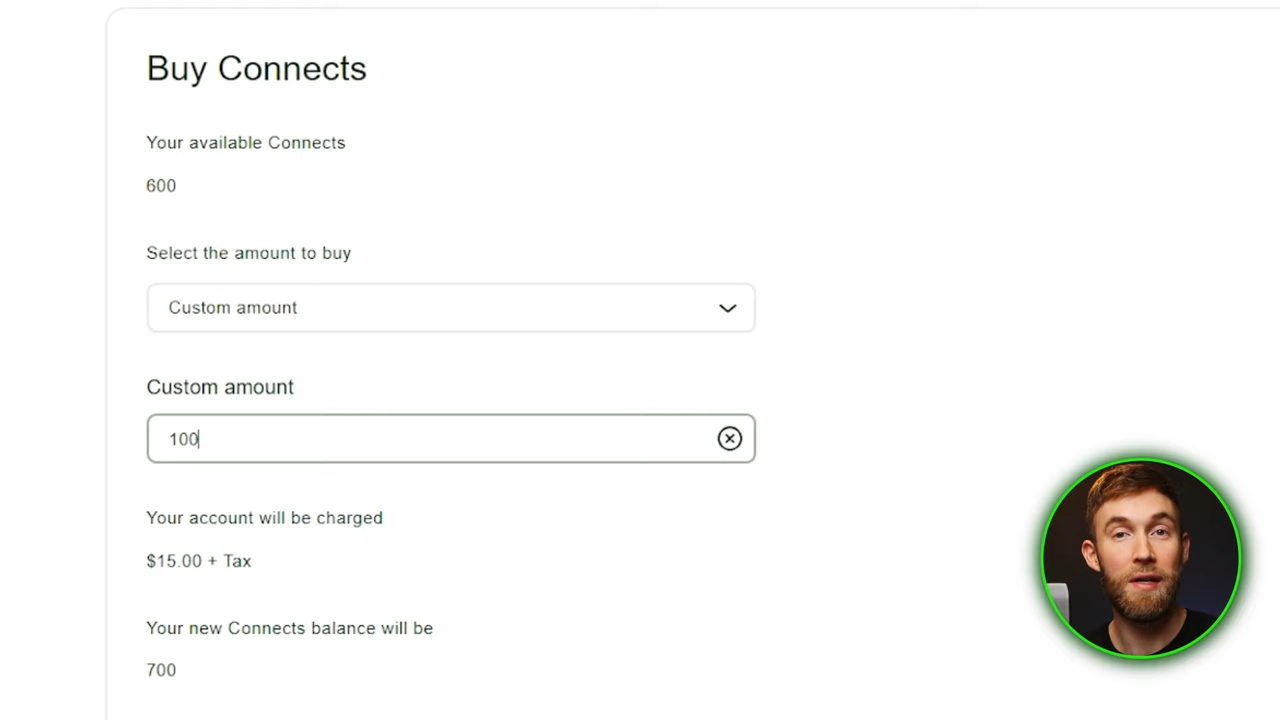 Buy Connects
Your available Connects
600
Select the amount to buy
Custom amount
Custom amount
100
Your account will be charged
$15.00 + Tax
Your new Connects balance will be
700